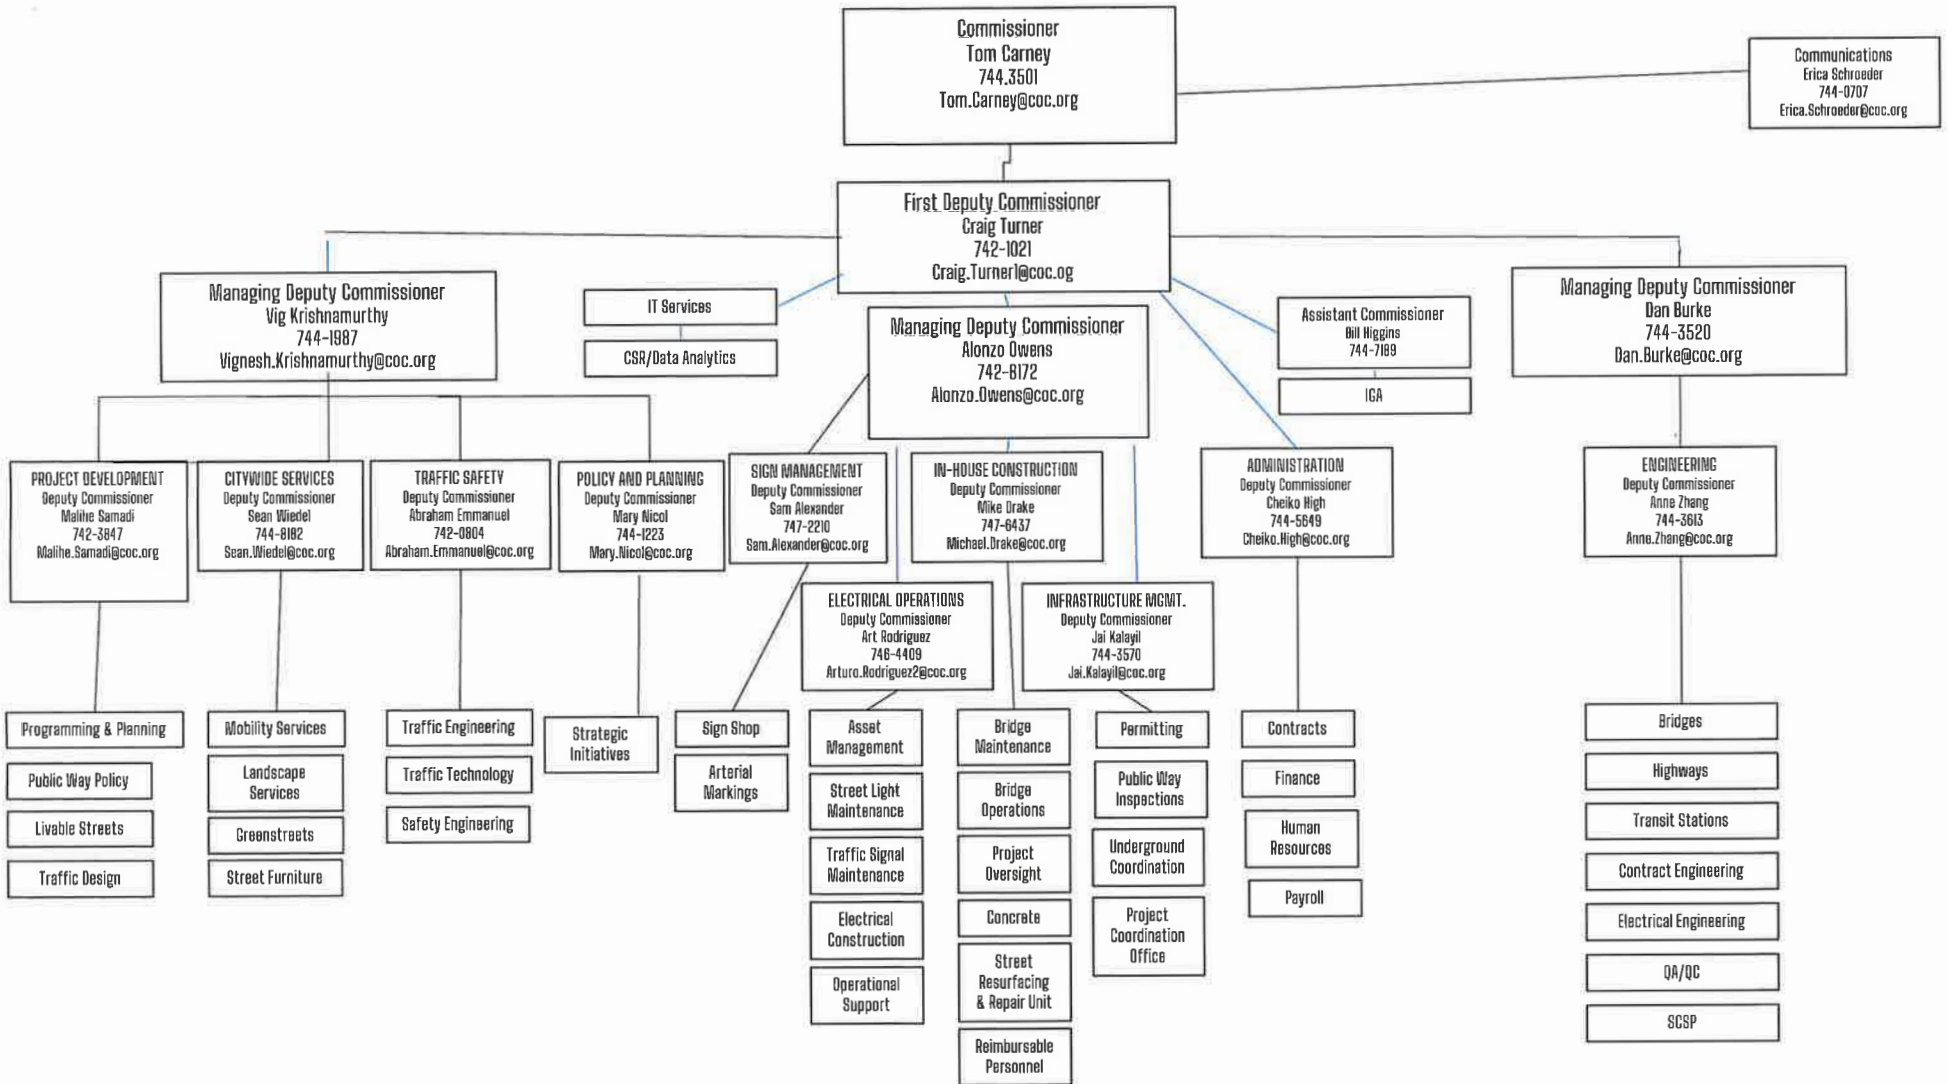 Commissioner
Tom Carney
744.3501
Tom.Carney@coc.org
Communications
Erica Schroeder
744-0707
Erica.Schroeder@coc.org
First Deputy Commissioner
Craig Turner
742-1021
Craig.Turner1@coc.og
Managing Deputy Commissioner
Vig Krishnamurthy
744-1987
Vignesh.Krishnamurthy@coc.org
IT Services
CSR/Data Analytics
Managing Deputy Commissioner
Alonzo Owens
742-8172
Alonzo.Owens@coc.org
Assistant Commissioner
Bill Higgins
744-7189
IGA
Managing Deputy Commissioner
Dan Burke
744-3520
Dan.Burke@coc.org
PROJECT DEVELOPMENT
Deputy Commissioner
Malihe Samadi
742-3847
Malihe.Samadi@coc.org
CITYWIDE SERVICES
Deputy Commissioner
Sean Wiedel
744-8182
Sean.Wiedel@coc.org
TRAFFIC SAFETY
Deputy Commissioner
Abraham Emmanuel
742-0804
Abraham.Emmanuel@coc.org
POLICY AND PLANNING
Deputy Commissioner
Mary Nicol
744-1223
Mary.Nicol@coc.org
SIGN MANAGEMENT
Deputy Commissioner
Sam Alexander
747-2210
Sam.Alexander@coc.org
IN-HOUSE CONSTRUCTION
Deputy Commissioner
Mike Drake
747-6437
Michael.Drake@coc.org
ADMINISTRATION
Deputy Commissioner
Cheiko High
744-5649
Cheiko.High@coc.org
ENGINEERING
Deputy Commissioner
Anne Zhang
744-3613
Anne.Zhang@coc.org
ELECTRICAL OPERATIONS
Deputy Commissioner
Art Rodriguez
746-4409
Arturo.Rodriguez2@coc.org
INFRASTRUCTURE MGMT.
Deputy Commissioner
Jai Kalayil
744-3570
Jai.Kalayil@coc.org
Programming & Planning
Public Way Policy
Livable Streets
Traffic Design
Mobility Services
Landscape
Services
Greenstreets
Street Furniture
Traffic Engineering
Traffic Technology
Safety Engineering
Strategic
Initiatives
Sign Shop
Arterial
Markings
Asset
Management
Street Light
Maintenance
Traffic Signal
Maintenance
Electrical
Construction
Operational
Support
Bridge
Maintenance
Bridge
Operations
Project
Oversight
Concrete
Street
Resurfacing
& Repair Unit
Reimbursable
Personnel
Permitting
Public Way
Inspections
Underground
Coordination
Project
Coordination
Office
Contracts
Finance
Human
Resources
Payroll
Bridges
Highways
Transit Stations
Contract Engineering
Electrical Engineering
QA/QC
SCSP